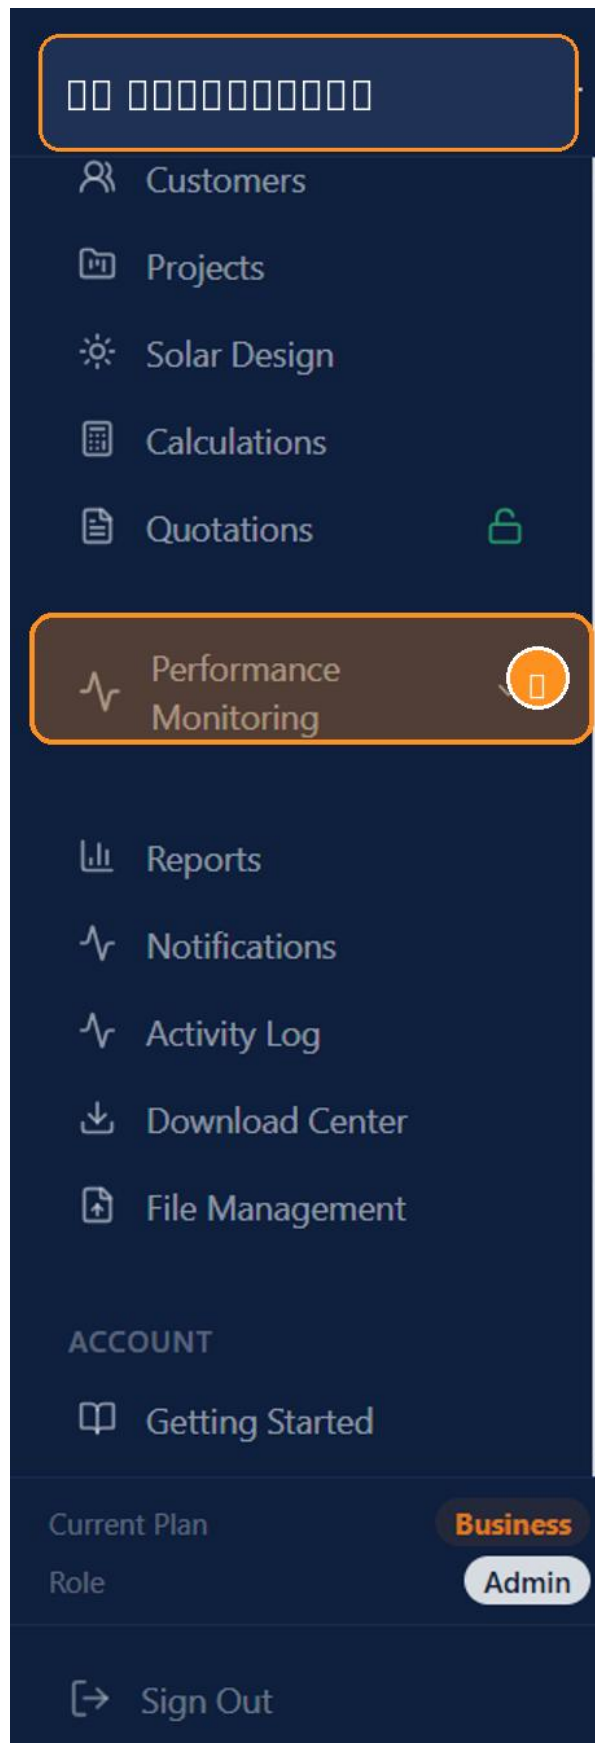 Customers
Projects
Solar Design
Calculations
Quotations
Performance
Monitoring
Reports
Notifications
Activity Log
Download Center
File Management
ACCOUNT
Getting Started
Current Plan Business
Role Admin
Sign Out